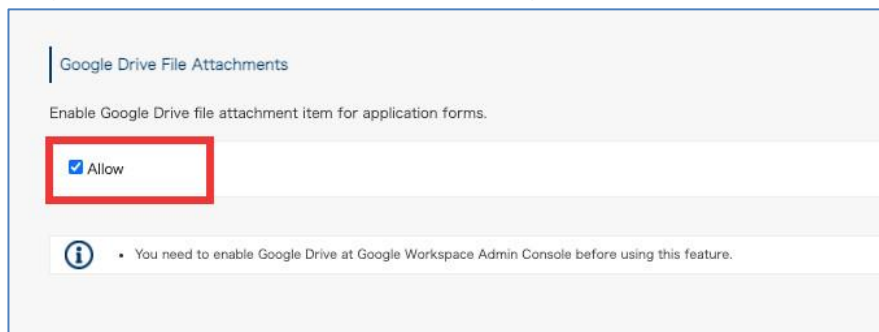 Google Drive File Attachments
Enable Google Drive file attachment item for application forms.
Allow
• You need to enable Google Drive at Google Workspace Admin Console before using this feature.